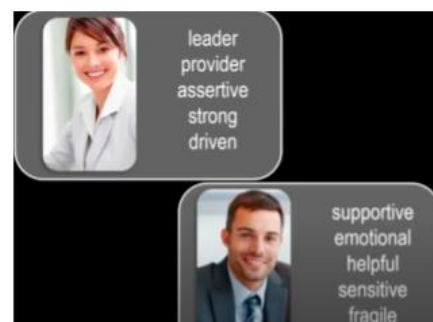 leader
provider
assertive
strong
driven
supportive
emotional
helpful
sensitive
fragile